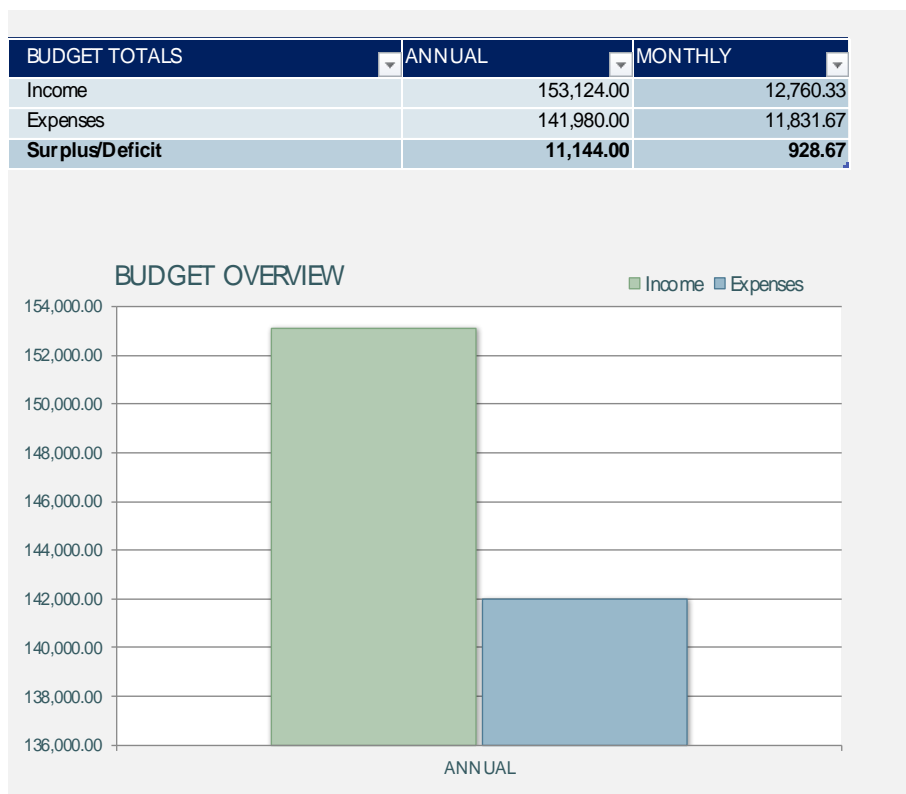 BUDGET TOTALS ANNUAL MONTHLY
Income 153,124.00 12,760.33
Expenses 141,980.00 11,831.67
Surplus/Deficit 11,144.00 928.67
BUDGET OVERVIEW
Income Expenses
154,000.00
152,000.00
150,000.00
148,000.00
146,000.00
144,000.00
142,000.00
140,000.00
138,000.00
136,000.00
ANNUAL